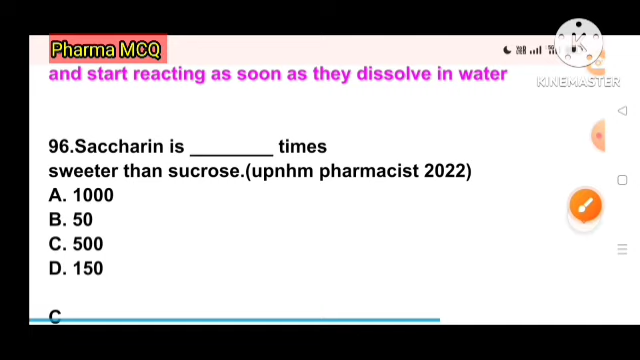 Pharma MCQ
KINEMASTER
and start reacting as soon as they dissolve in water
96.Saccharin is ________ times
sweeter than sucrose.(upnhm pharmacist 2022)
A. 1000
B. 50
C. 500
D. 150
C